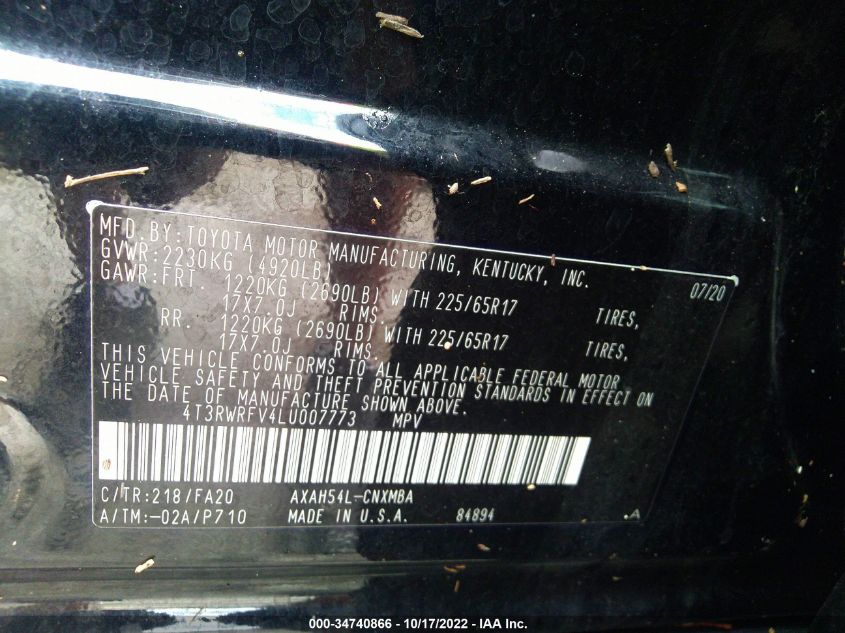 MFD. BY: TOYOTA MOTOR MANUFACTURING, KENTUCKY, INC.
GVWR: 2230KG (4920LB) 07/20
GAWR: FRT. 1220KG (2690LB) WITH 225/65R17 TIRES,
17X7.0J RIMS.
RR. 1220KG (2690LB) WITH 225/65R17 TIRES,
17X7.0J RIMS.
THIS VEHICLE CONFORMS TO ALL APPLICABLE FEDERAL MOTOR
VEHICLE SAFETY AND THEFT PREVENTION STANDARDS IN EFFECT ON
THE DATE OF MANUFACTURE SHOWN ABOVE.
4T3RWRFV4LU007773 MPV
C/TR:218/FA20 AXAH54L-CNXMBA
A/TM:-02A/P710 MADE IN U.S.A. 84894 .A
000-34740866 - 10/17/2022 - IAA Inc.